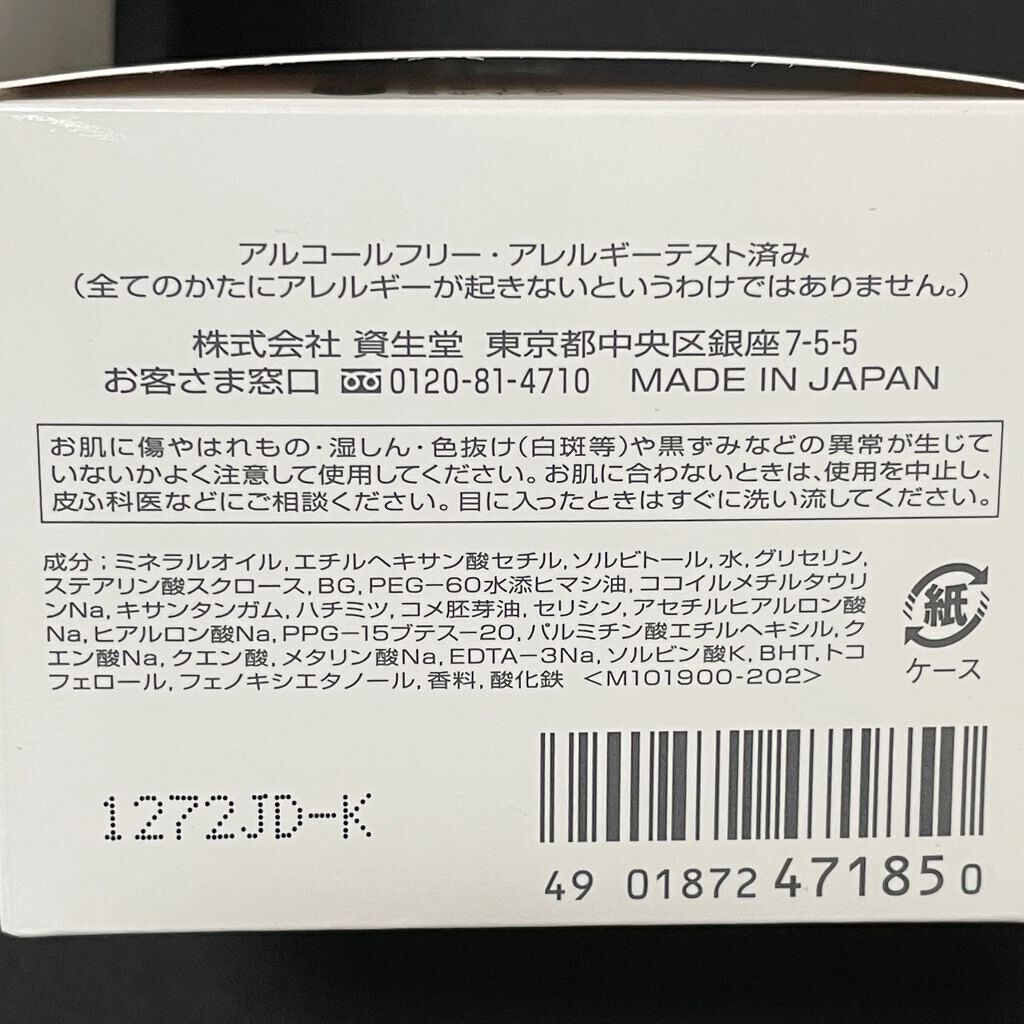 アルコールフリー・アレルギーテスト済み
(全てのかたにアレルギーが起きないというわけではありません。)
株式会社 資生堂 東京都中央区銀座7-5-5
お客さま窓口 0120-81-4710 MADE IN JAPAN
お肌に傷やはれもの・湿しん・色抜け(白斑等)や黒ずみなどの異常が生じて
いないかよく注意して使用してください。お肌に合わないときは、使用を中止し、
皮ふ科医などにご相談ください。目に入ったときはすぐに洗い流してください。
成分:ミネラルオイル,エチルヘキサン酸セチル,ソルビトール,水,グリセリン,
ステアリン酸スクロース,BG,PEG-60水添ヒマシ油,ココイルメチルタウリ
ンNa,キサンタンガム,ハチミツ,コメ胚芽油,セリシン,アセチルヒアルロン酸
Na,ヒアルロン酸Na,PPG-15ブテス-20,パルミチン酸エチルヘキシル,ク
エン酸Na,クエン酸,メタリン酸Na,EDTA-3Na,ソルビン酸K,BHT,トコ
フェロール,フェノキシエタノール,香料,酸化鉄 <M101900-202>
紙
ケース
1272JD-K
49 01872 47185 0